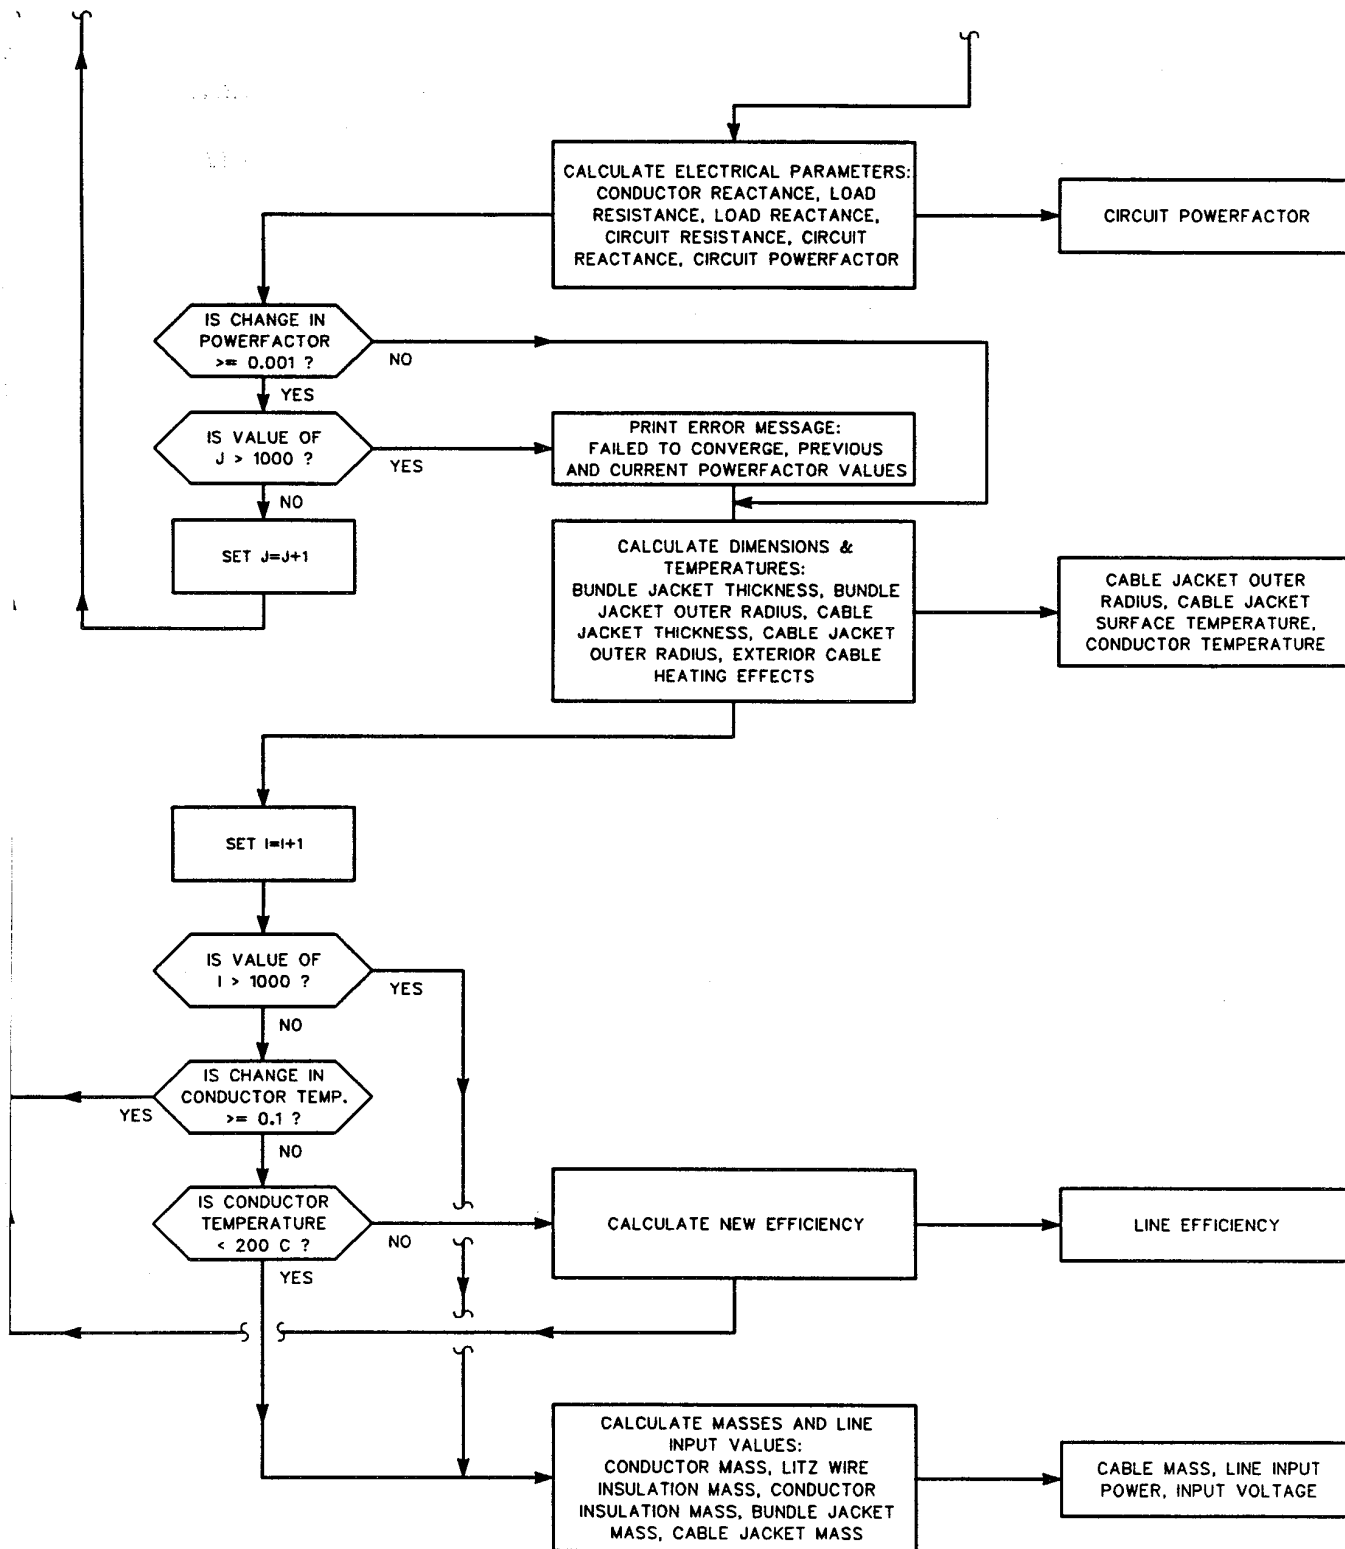 CALCULATE ELECTRICAL PARAMETERS:
CONDUCTOR REACTANCE, LOAD
RESISTANCE, LOAD REACTANCE,
CIRCUIT RESISTANCE, CIRCUIT
REACTANCE, CIRCUIT POWERFACTOR
CIRCUIT POWERFACTOR
IS CHANGE IN
POWERFACTOR
>= 0.001 ?
NO
YES
IS VALUE OF
J > 1000 ?
YES
NO
PRINT ERROR MESSAGE:
FAILED TO CONVERGE, PREVIOUS
AND CURRENT POWERFACTOR VALUES
SET J=J+1
CALCULATE DIMENSIONS &
TEMPERATURES:
BUNDLE JACKET THICKNESS, BUNDLE
JACKET OUTER RADIUS, CABLE
JACKET THICKNESS, CABLE JACKET
OUTER RADIUS, EXTERIOR CABLE
HEATING EFFECTS
CABLE JACKET OUTER
RADIUS, CABLE JACKET
SURFACE TEMPERATURE,
CONDUCTOR TEMPERATURE
SET I=I+1
IS VALUE OF
I > 1000 ?
YES
NO
IS CHANGE IN
CONDUCTOR TEMP.
>= 0.1 ?
YES
NO
IS CONDUCTOR
TEMPERATURE
< 200 C ?
NO
YES
CALCULATE NEW EFFICIENCY
LINE EFFICIENCY
CALCULATE MASSES AND LINE
INPUT VALUES:
CONDUCTOR MASS, LITZ WIRE
INSULATION MASS, CONDUCTOR
INSULATION MASS, BUNDLE JACKET
MASS, CABLE JACKET MASS
CABLE MASS, LINE INPUT
POWER, INPUT VOLTAGE